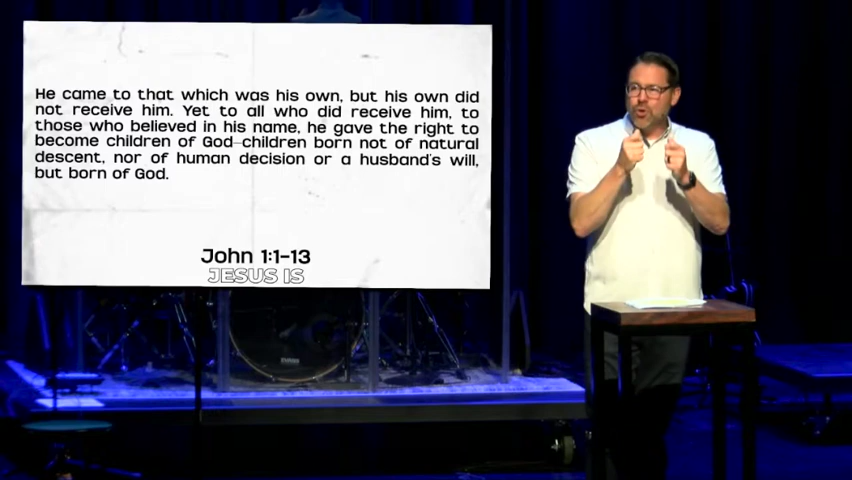 He came to that which was his own, but his own did
not receive him. Yet to all who did receive him, to
those who believed in his name, he gave the right to
become children of God—children born not of natural
descent, nor of human decision or a husband's will,
but born of God.
John 1:1-13
JESUS IS